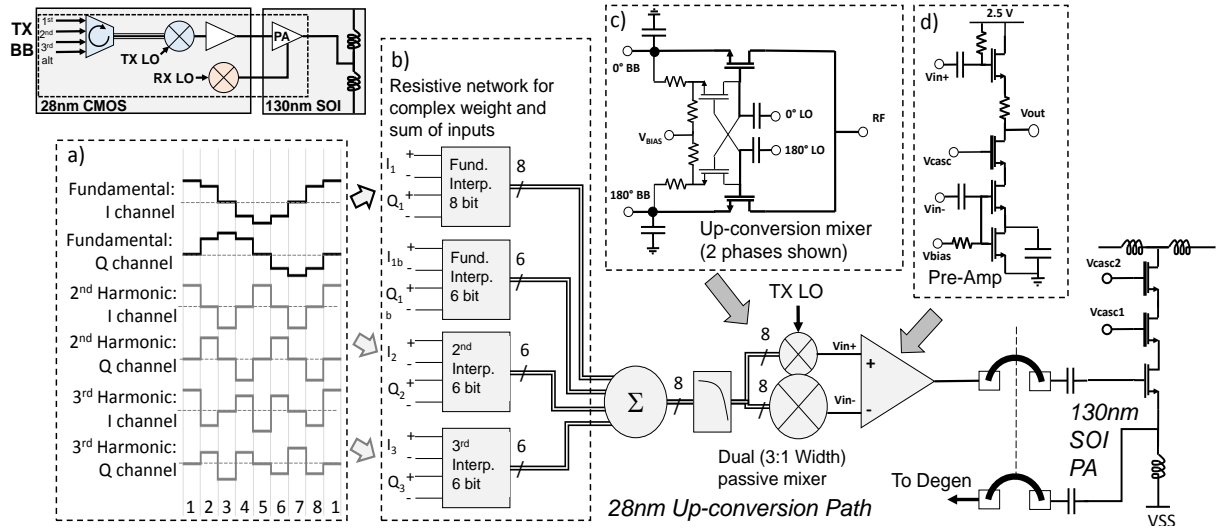 TX
BB
1st
2nd
3rd
alt
TX LO
RX LO
PA
28nm CMOS
130nm SOI
a)
Fundamental:
I channel
Fundamental:
Q channel
2nd Harmonic:
I channel
2nd Harmonic:
Q channel
3rd Harmonic:
I channel
3rd Harmonic:
Q channel
1 2 3 4 5 6 7 8 1
b)
Resistive network for
complex weight and
sum of inputs
I1
+
-
Q1
+
-
Fund.
Interp.
8 bit
8
I1b
+
-
Q1
b
+
-
Fund.
Interp.
6 bit
6
I2
+
-
Q2
+
-
2nd
Interp.
6 bit
6
I3
+
-
Q3
+
-
3rd
Interp.
6 bit
6
Σ
8
8
8
TX LO
Vin+
Vin-
+
-
Dual (3:1 Width)
passive mixer
28nm Up-conversion Path
c)
0° BB
VBIAS
180° BB
0° LO
180° LO
RF
Up-conversion mixer
(2 phases shown)
d)
2.5 V
Vin+
Vout
Vcasc
Vin-
Vbias
Pre-Amp
Vcasc2
Vcasc1
130nm
SOI
PA
To Degen
VSS